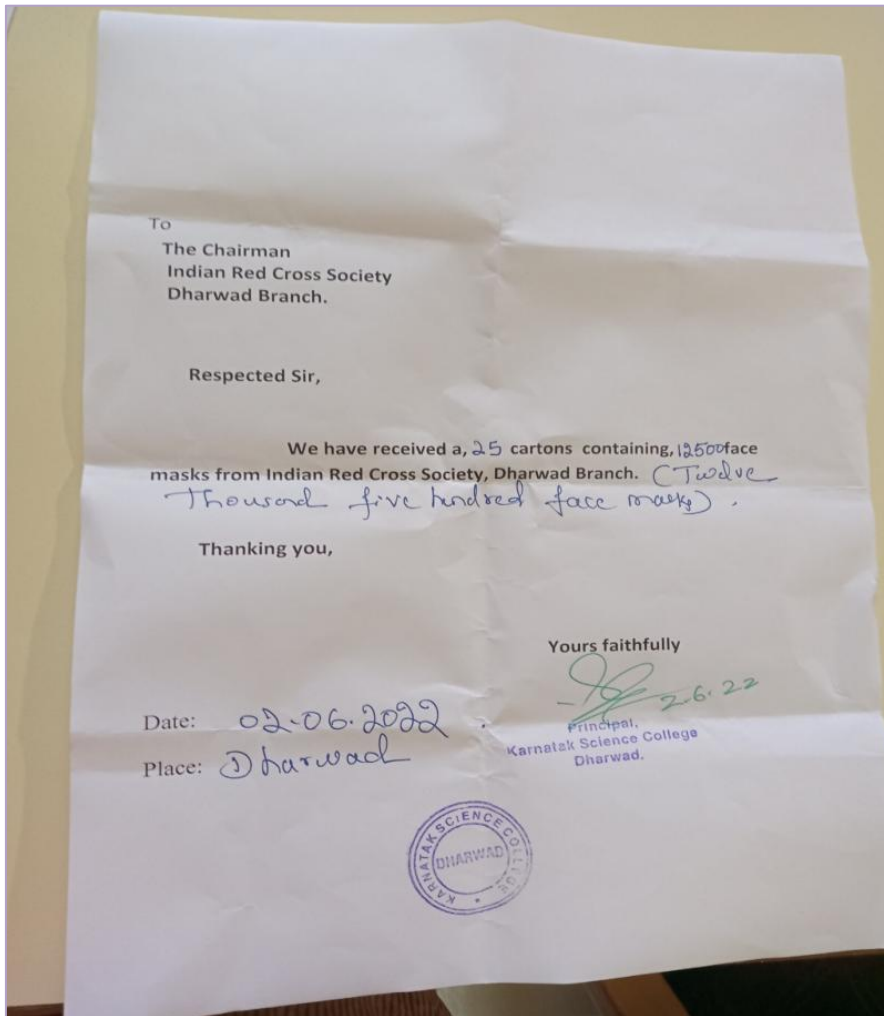 To
The Chairman
Indian Red Cross Society
Dharwad Branch.
Respected Sir,
We have received a, 25 cartons containing, 12500 face
masks from Indian Red Cross Society, Dharwad Branch. (Twelve
Thousand five hundred face masks).
Thanking you,
Yours faithfully
2.6.22
Principal,
Karnatak Science College
Dharwad.
Date: 02.06.2022.
Place: Dharwad
KARNATAK SCIENCE COLLEGE
DHARWAD